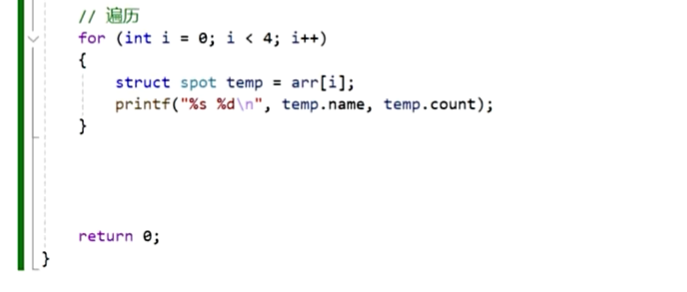 // 遍历
for (int i = 0; i < 4; i++)
{
struct spot temp = arr[i];
printf("%s %d\n", temp.name, temp.count);
}
return 0;
}